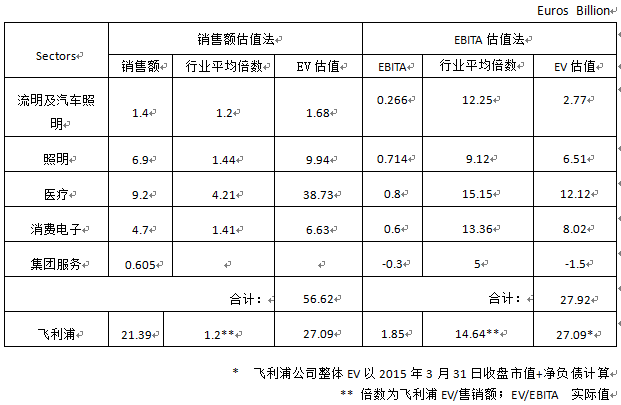 Euros Billion
Sectors 销售额估值法 EBITA 估值法
销售额 行业平均倍数 EV 估值 EBITA 行业平均倍数 EV 估值
流明及汽车照明 1.4 1.2 1.68 0.266 12.25 2.77
照明 6.9 1.44 9.94 0.714 9.12 6.51
医疗 9.2 4.21 38.73 0.8 15.15 12.12
消费电子 4.7 1.41 6.63 0.6 13.36 8.02
集团服务 0.605 -0.3 5 -1.5
合计： 56.62 合计： 27.92
飞利浦 21.39 1.2** 27.09 1.85 14.64** 27.09*
* 飞利浦公司整体 EV 以 2015 年 3 月 31 日收盘市值+净负债计算
** 倍数为飞利浦 EV/售销额；EV/EBITA 实际值